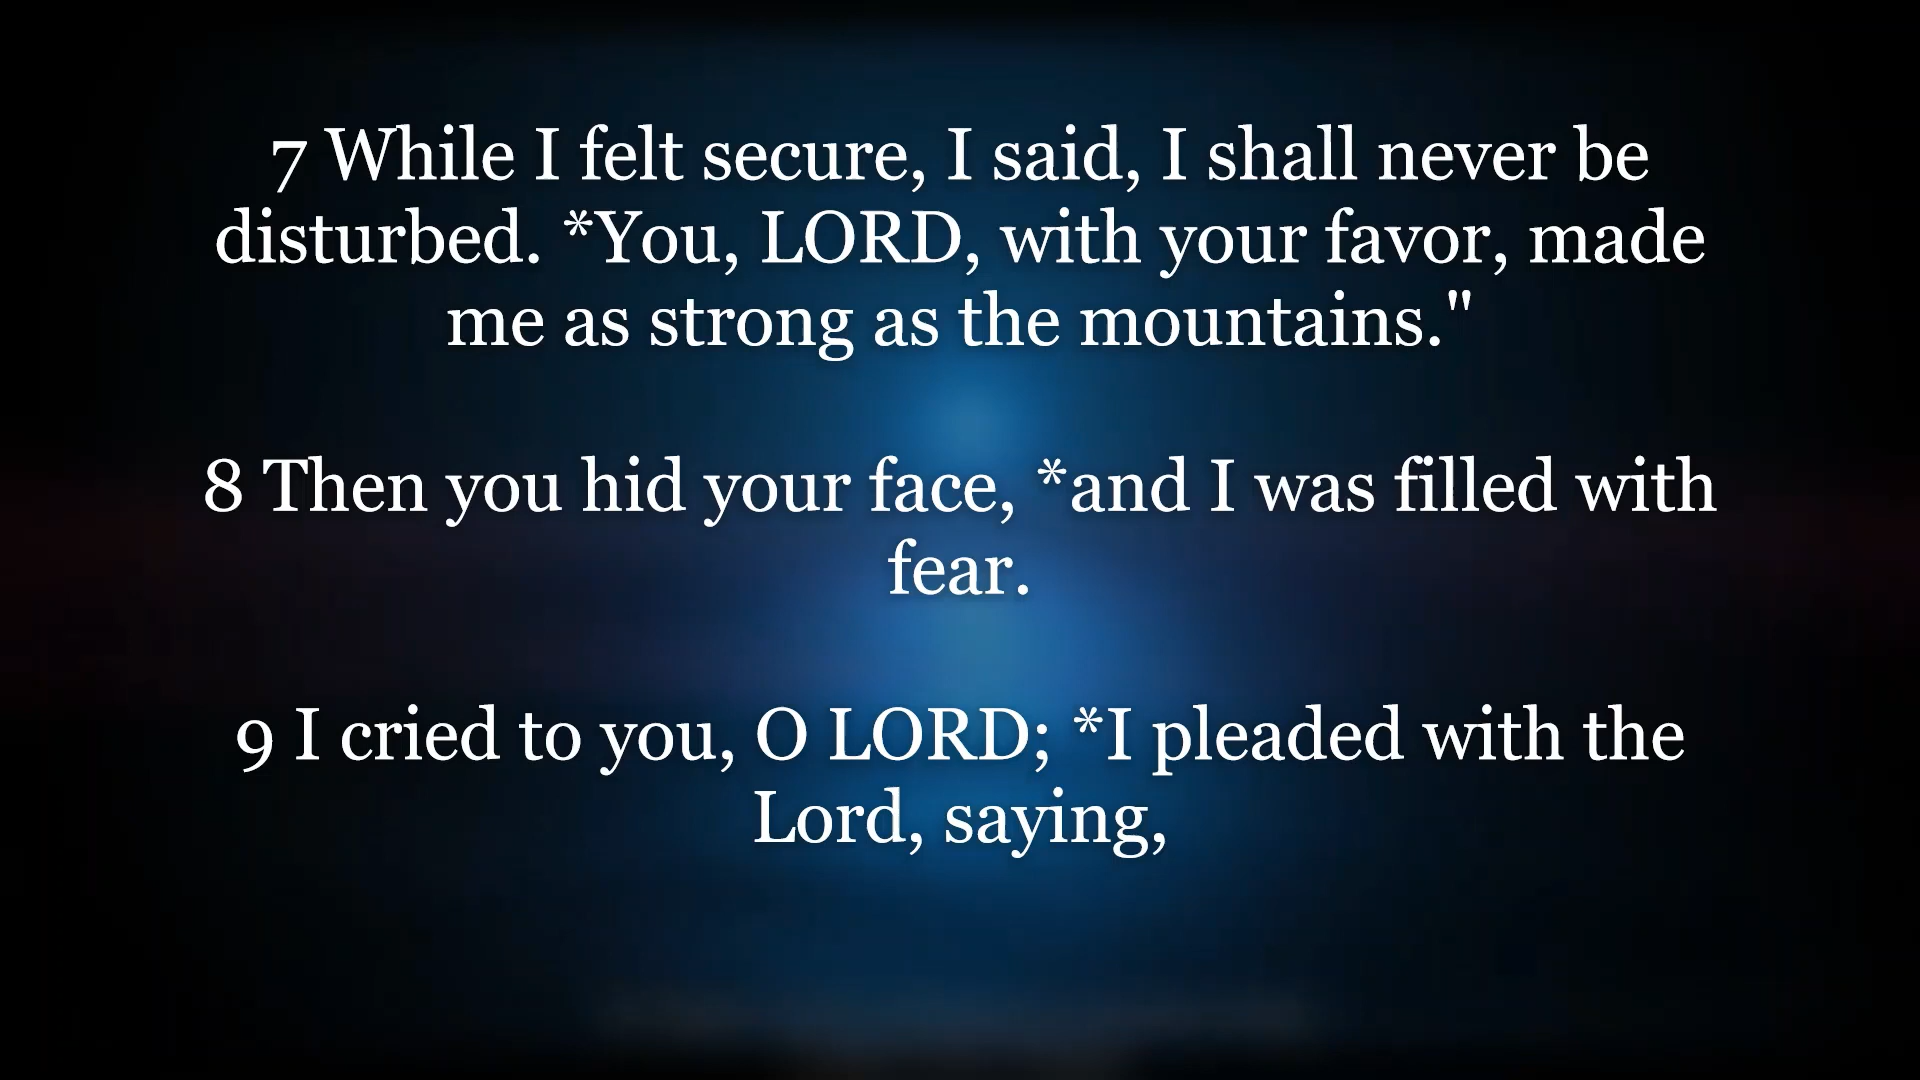 7 While I felt secure, I said, I shall never be
disturbed. *You, LORD, with your favor, made
me as strong as the mountains."
8 Then you hid your face, *and I was filled with
fear.
9 I cried to you, O LORD; *I pleaded with the
Lord, saying,